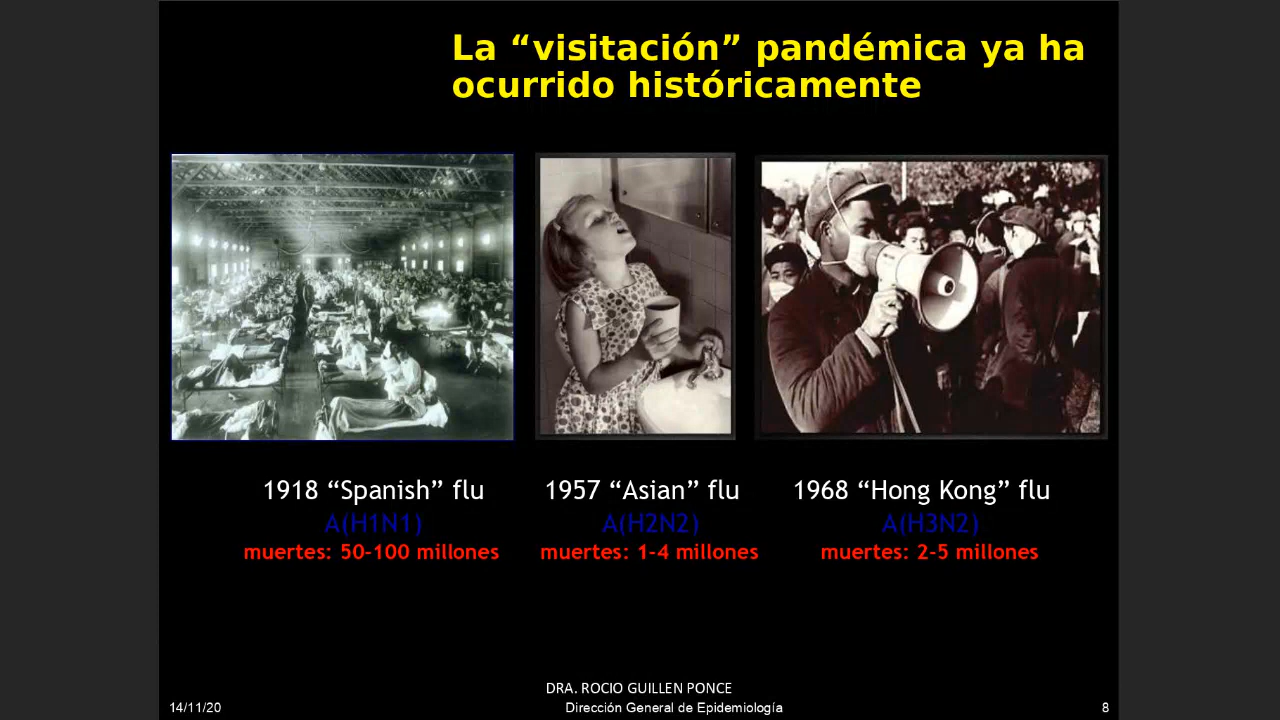 La “visitación” pandémica ya ha
ocurrido históricamente
1918 “Spanish” flu
A(H1N1)
muertes: 50-100 millones
1957 “Asian” flu
A(H2N2)
muertes: 1-4 millones
1968 “Hong Kong” flu
A(H3N2)
muertes: 2-5 millones
DRA. ROCIO GUILLEN PONCE
14/11/20
Dirección General de Epidemiología
8